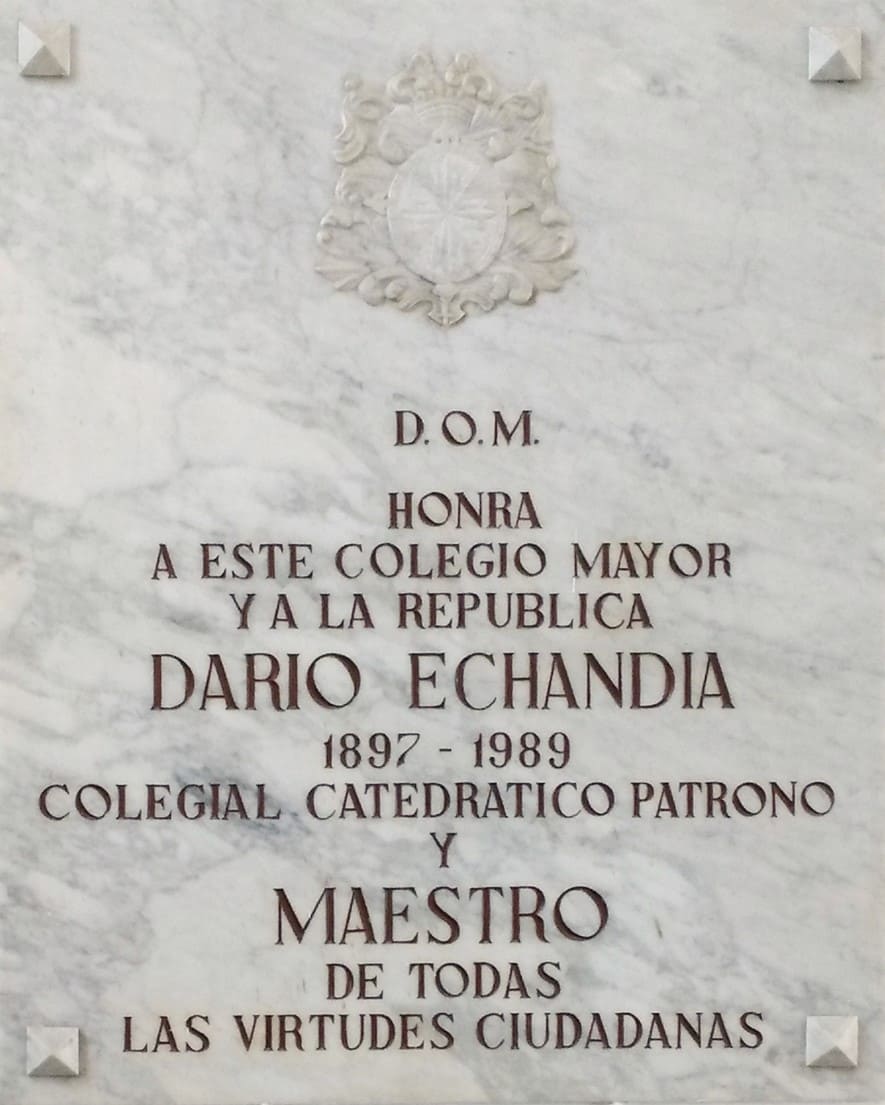 D.O.M.
HONRA
A ESTE COLEGIO MAYOR
Y A LA REPUBLICA
DARIO ECHANDIA
1897 - 1989
COLEGIAL CATEDRATICO PATRONO
Y
MAESTRO
DE TODAS
LAS VIRTUDES CIUDADANAS